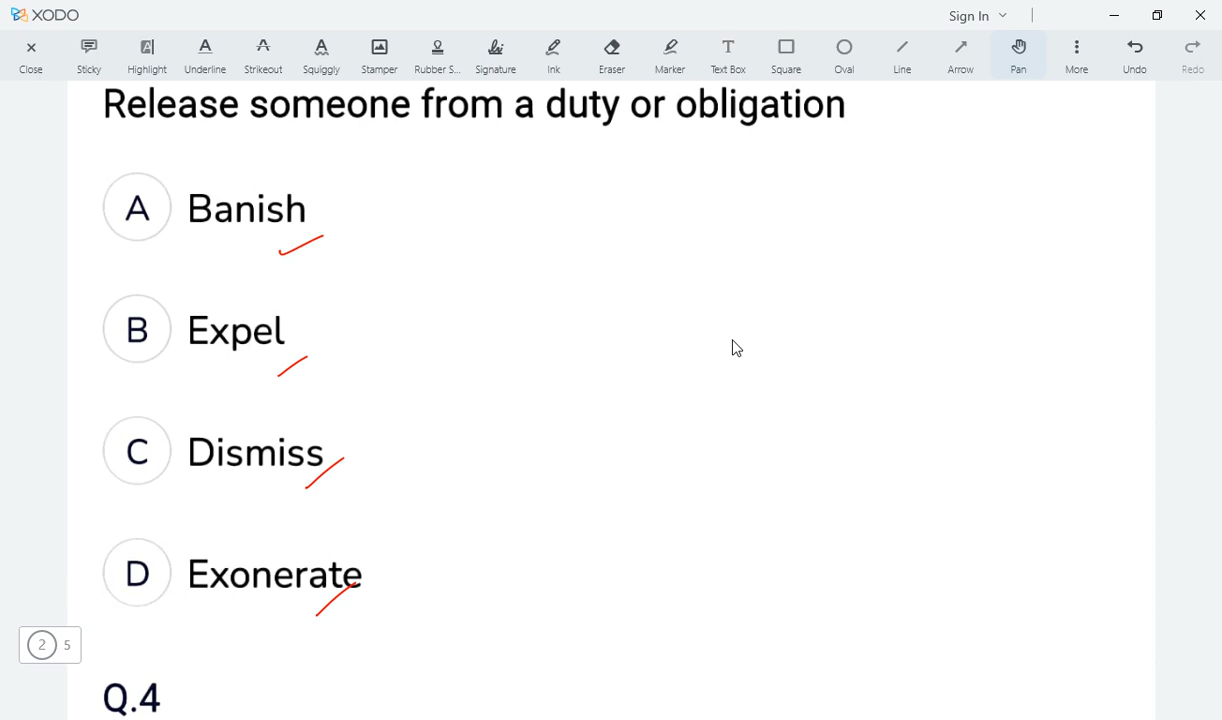 XODO
Sign In
Close Sticky Highlight Underline Strikeout Squiggly Stamper Rubber S... Signature Ink Eraser Marker Text Box Square Oval Line Arrow Pan More Undo Redo
Release someone from a duty or obligation
A Banish
B Expel
C Dismiss
D Exonerate
2 5
Q.4